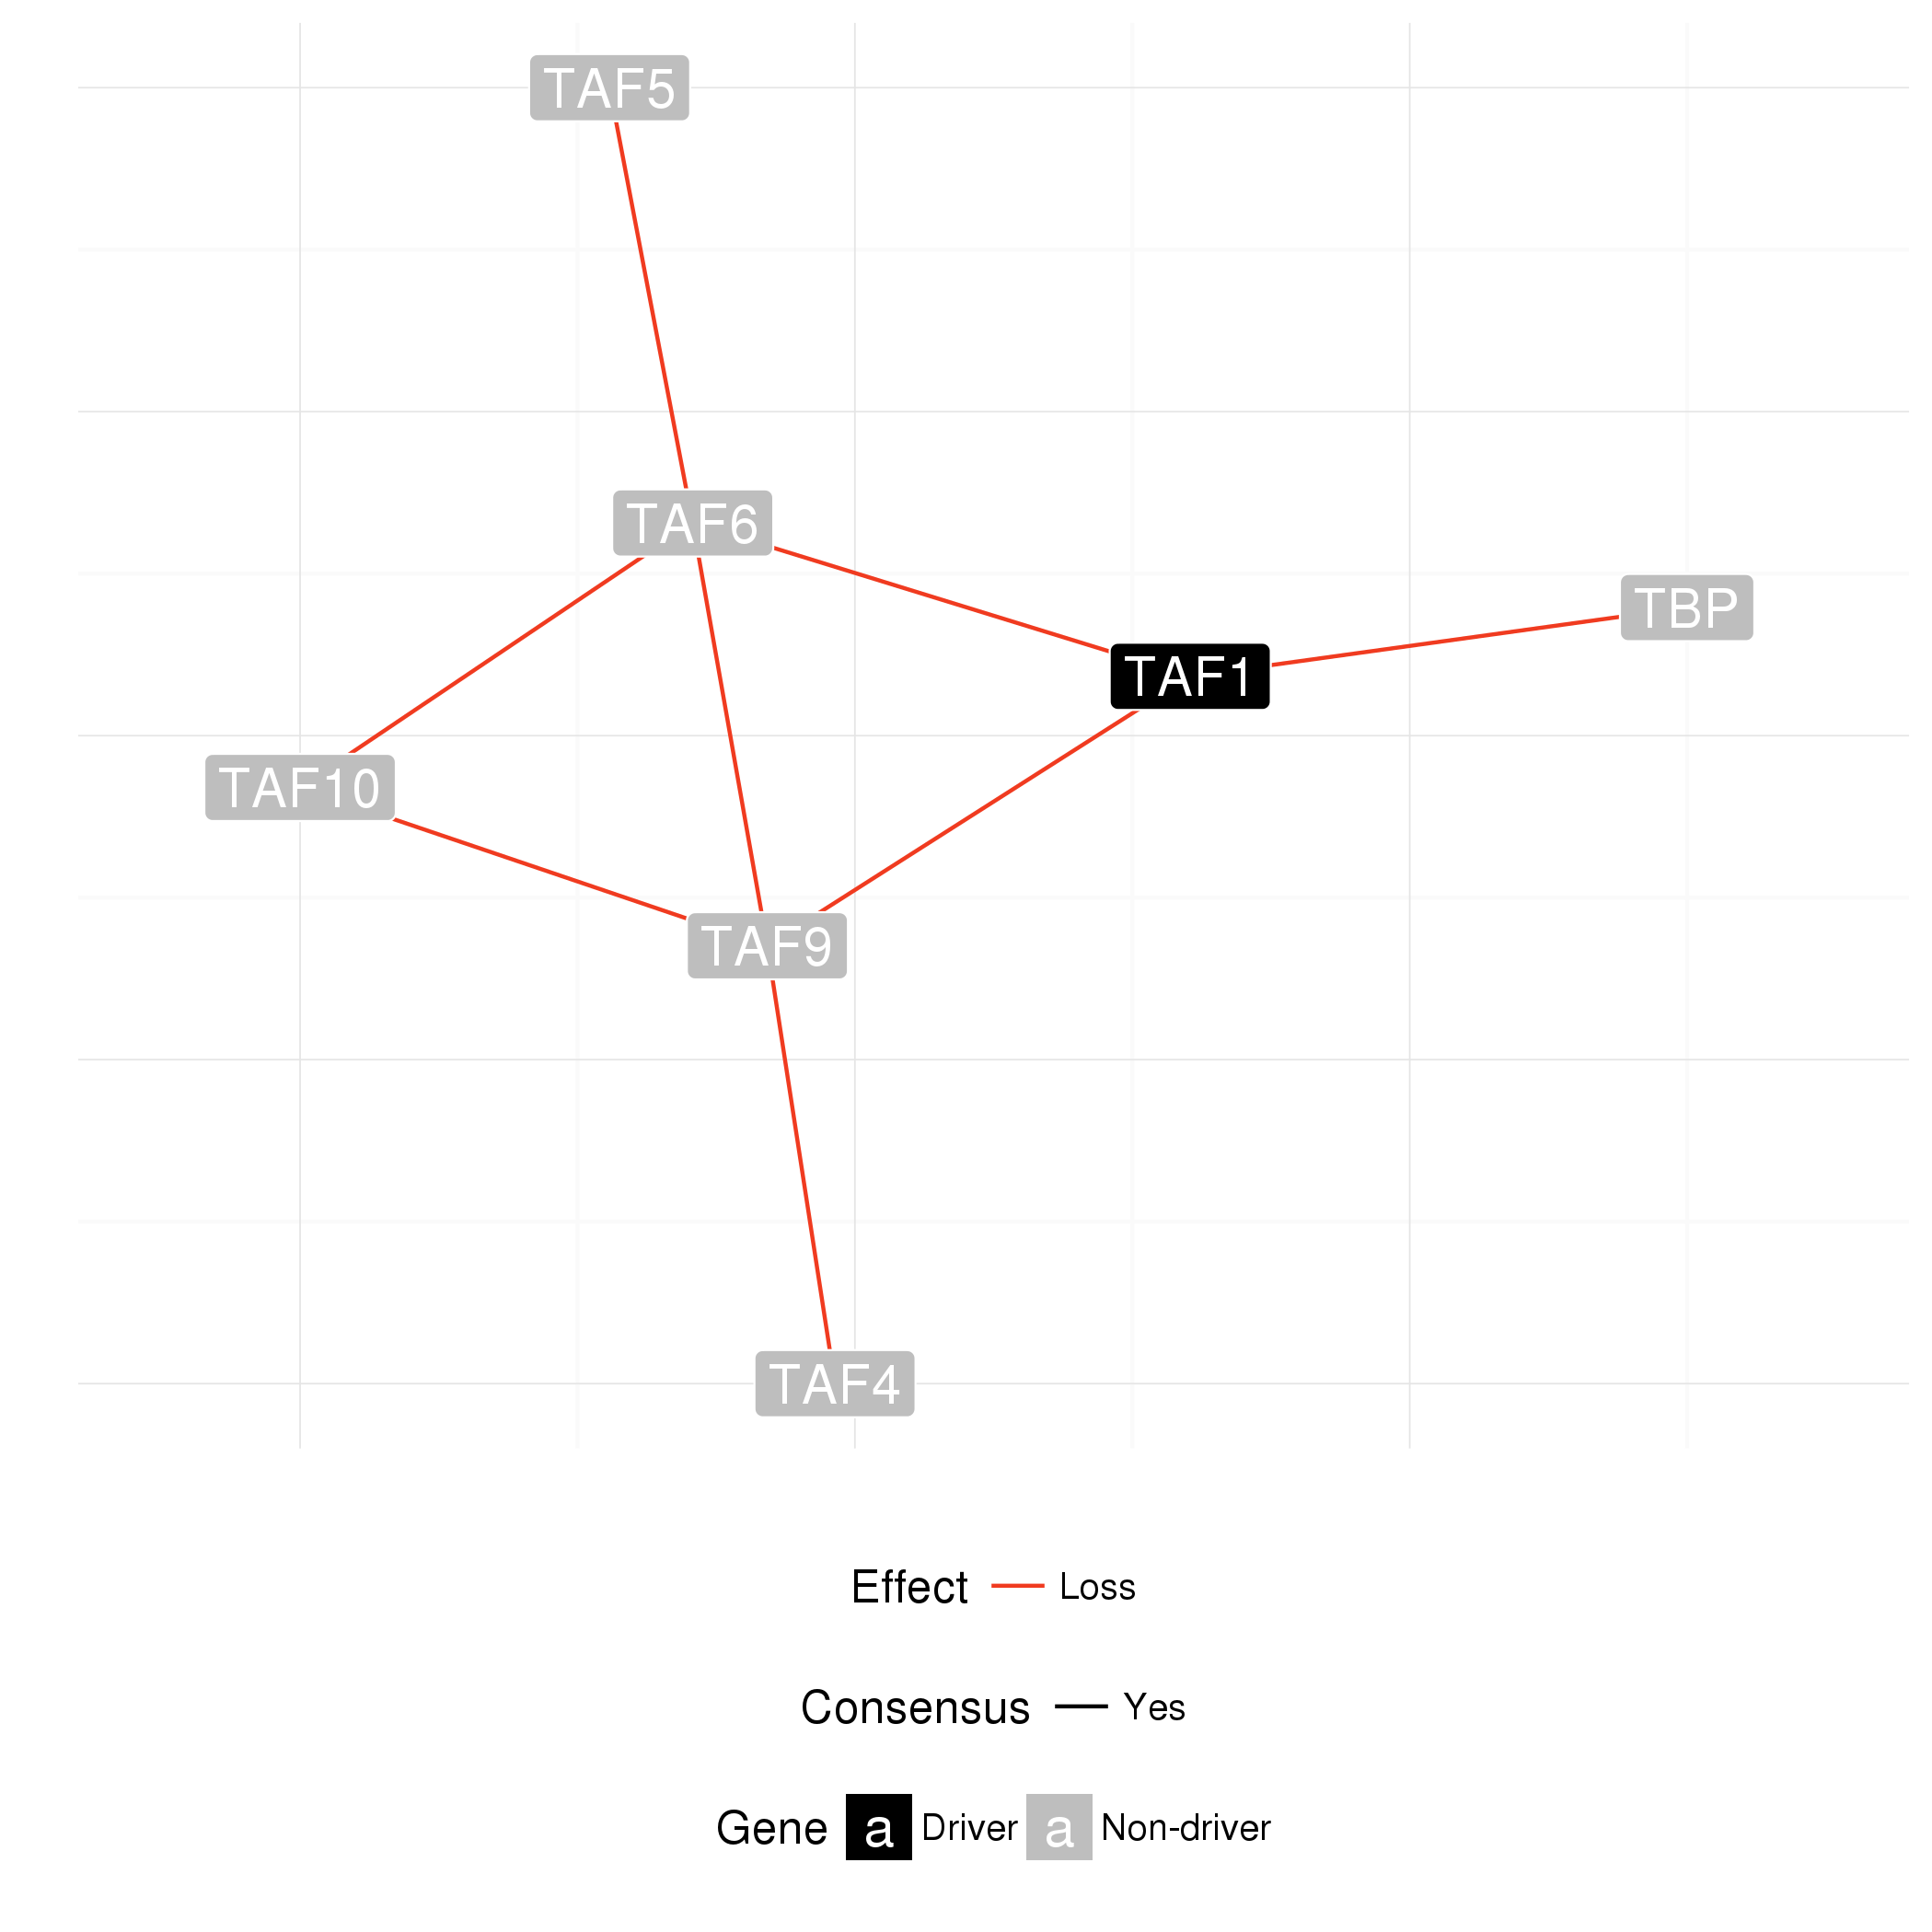 TAF5
TAF6
TBP
TAF1
TAF10
TAF9
TAF4
Effect Loss
Consensus Yes
Gene a Driver a Non-driver